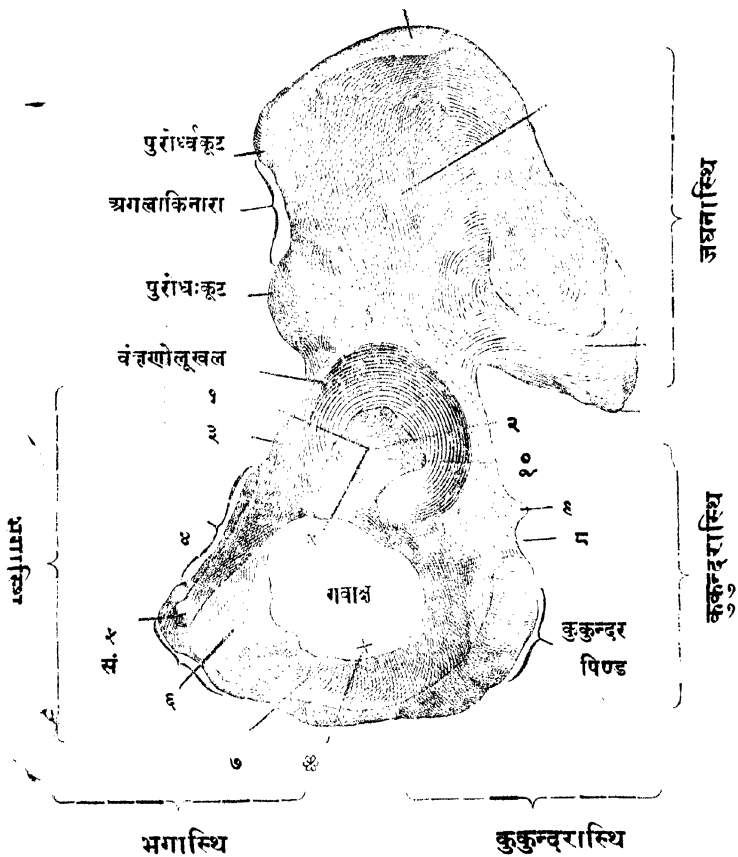 पुरोर्ध्वकूट
अगलाकिनारा
पुरोधःकूट
वंक्षणोलूखल
जघनास्थि
१
३
२
१०
९
८
४
भगास्थि
गवाक्ष
कुकुन्दरास्थि
सं. ५
कुकुन्दर
पिण्ड
६
७
भगास्थि
कुकुन्दरास्थि